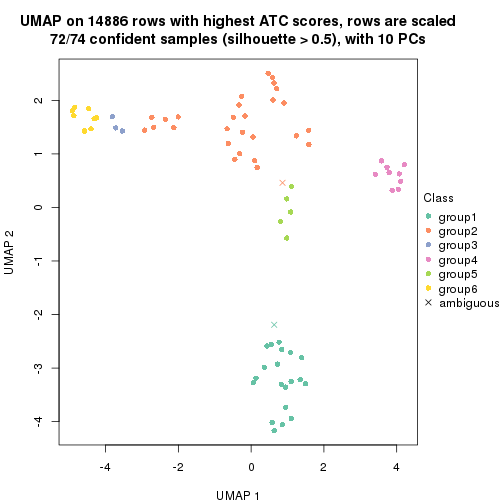 UMAP on 14886 rows with highest ATC scores, rows are scaled
72/74 confident samples (silhouette > 0.5), with 10 PCs
2
1
0
-1
-2
-3
-4
UMAP 2
-4
-2
0
2
4
UMAP 1
Class
group1
group2
group3
group4
group5
group6
ambiguous